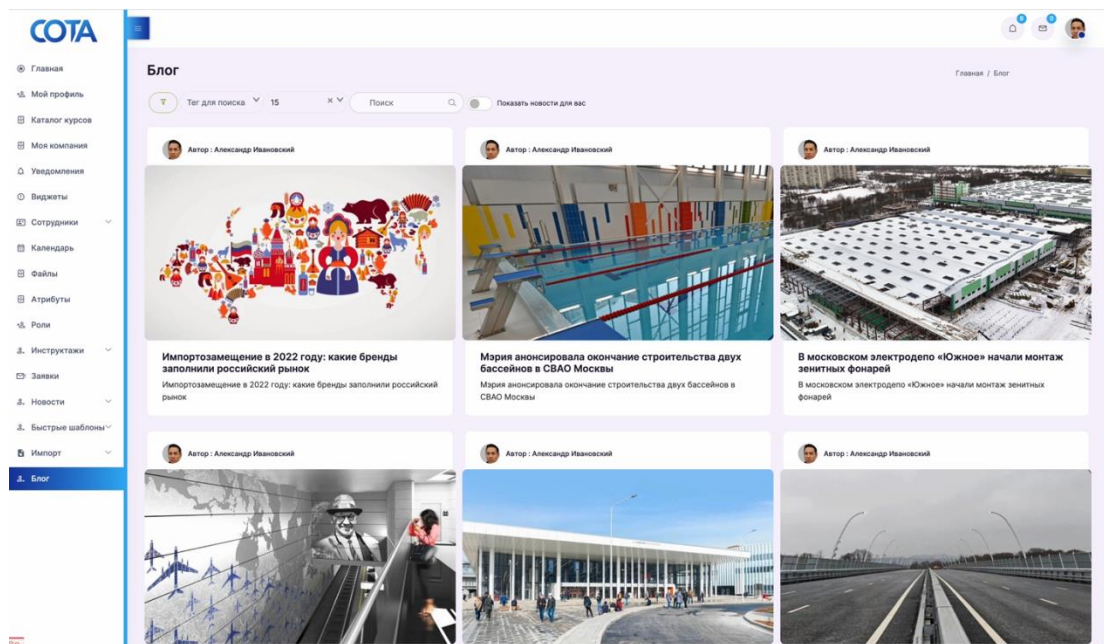 СОТА
Главная
Мой профиль
Каталог курсов
Моя компания
Уведомления
Виджеты
Сотрудники
Календарь
Файлы
Атрибуты
Роли
Инструктажи
Заявки
Новости
Быстрые шаблоны
Импорт
Блог
Блог
Главная / Блог
Тег для поиска
15
Поиск
Показать новости для вас
Автор : Александр Ивановский
Импортозамещение в 2022 году: какие бренды
заполнили российский рынок
Импортозамещение в 2022 году: какие бренды заполнили российский
рынок
Автор : Александр Ивановский
Мэрия анонсировала окончание строительства двух
бассейнов в СВАО Москвы
Мэрия анонсировала окончание строительства двух бассейнов в
СВАО Москвы
Автор : Александр Ивановский
В московском электродепо «Южное» начали монтаж
зенитных фонарей
В московском электродепо «Южное» начали монтаж зенитных
фонарей
Автор : Александр Ивановский
Автор : Александр Ивановский
Автор : Александр Ивановский